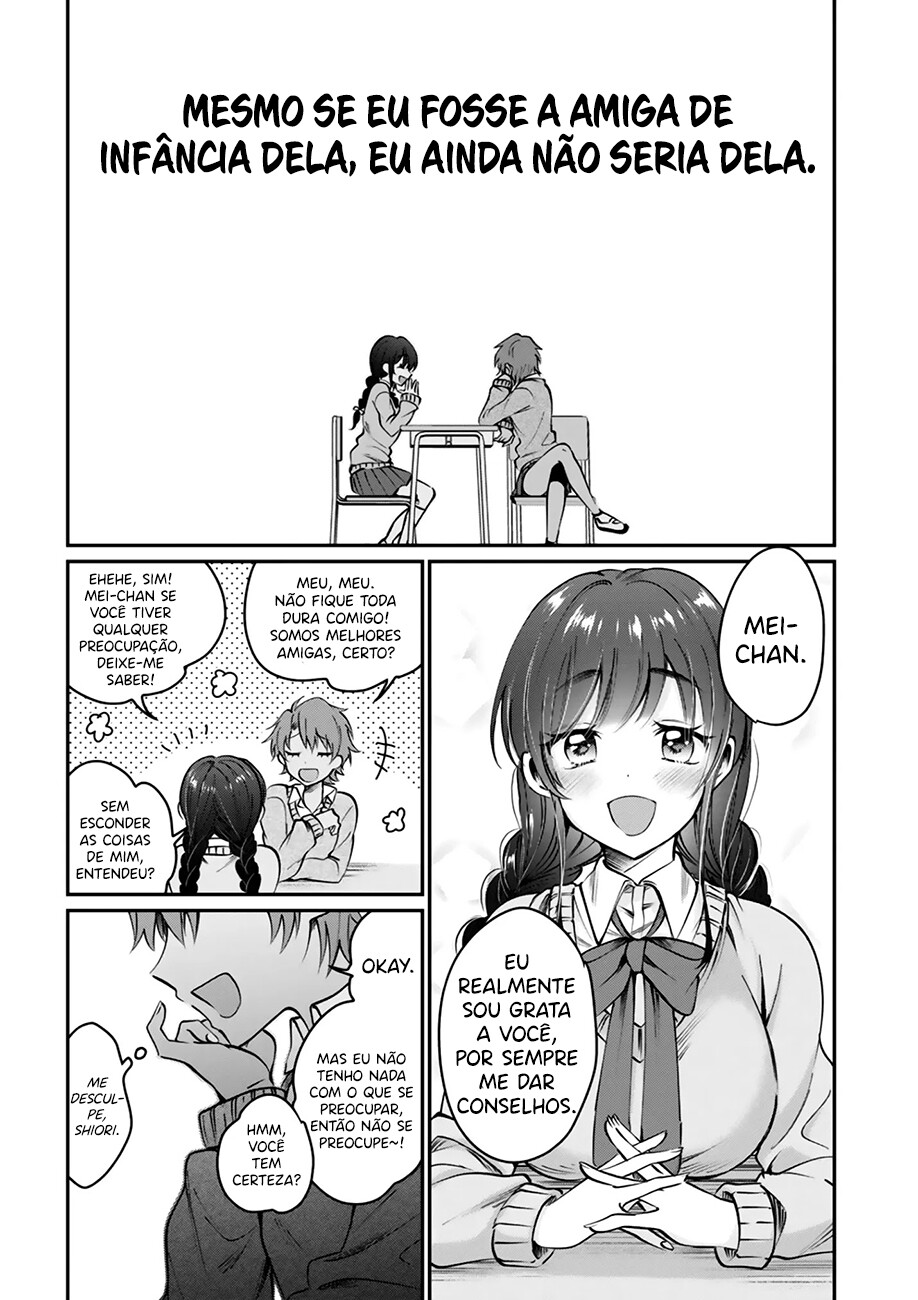 MESMO SE EU FOSSE A AMIGA DE
INFÂNCIA DELA, EU AINDA NÃO SERIA DELA.
MEI-
CHAN.
EU
REALMENTE
SOU GRATA
A VOCÊ,
POR SEMPRE
ME DAR
CONSELHOS.
MEU, MEU.
NÃO FIQUE TODA
DURA COMIGO!
SOMOS MELHORES
AMIGAS, CERTO?
EHEHE, SIM!
MEI-CHAN SE
VOCÊ TIVER
QUALQUER
PREOCUPAÇÃO,
DEIXE-ME
SABER!
SEM
ESCONDER
AS COISAS
DE MIM,
ENTENDEU?
OKAY.
MAS EU NÃO
TENHO NADA
COM O QUE SE
PREOCUPAR,
ENTÃO NÃO SE
PREOCUPE~!
HMM,
VOCÊ
TEM
CERTEZA?
ME
DESCUL-
PE,
SHIORI.